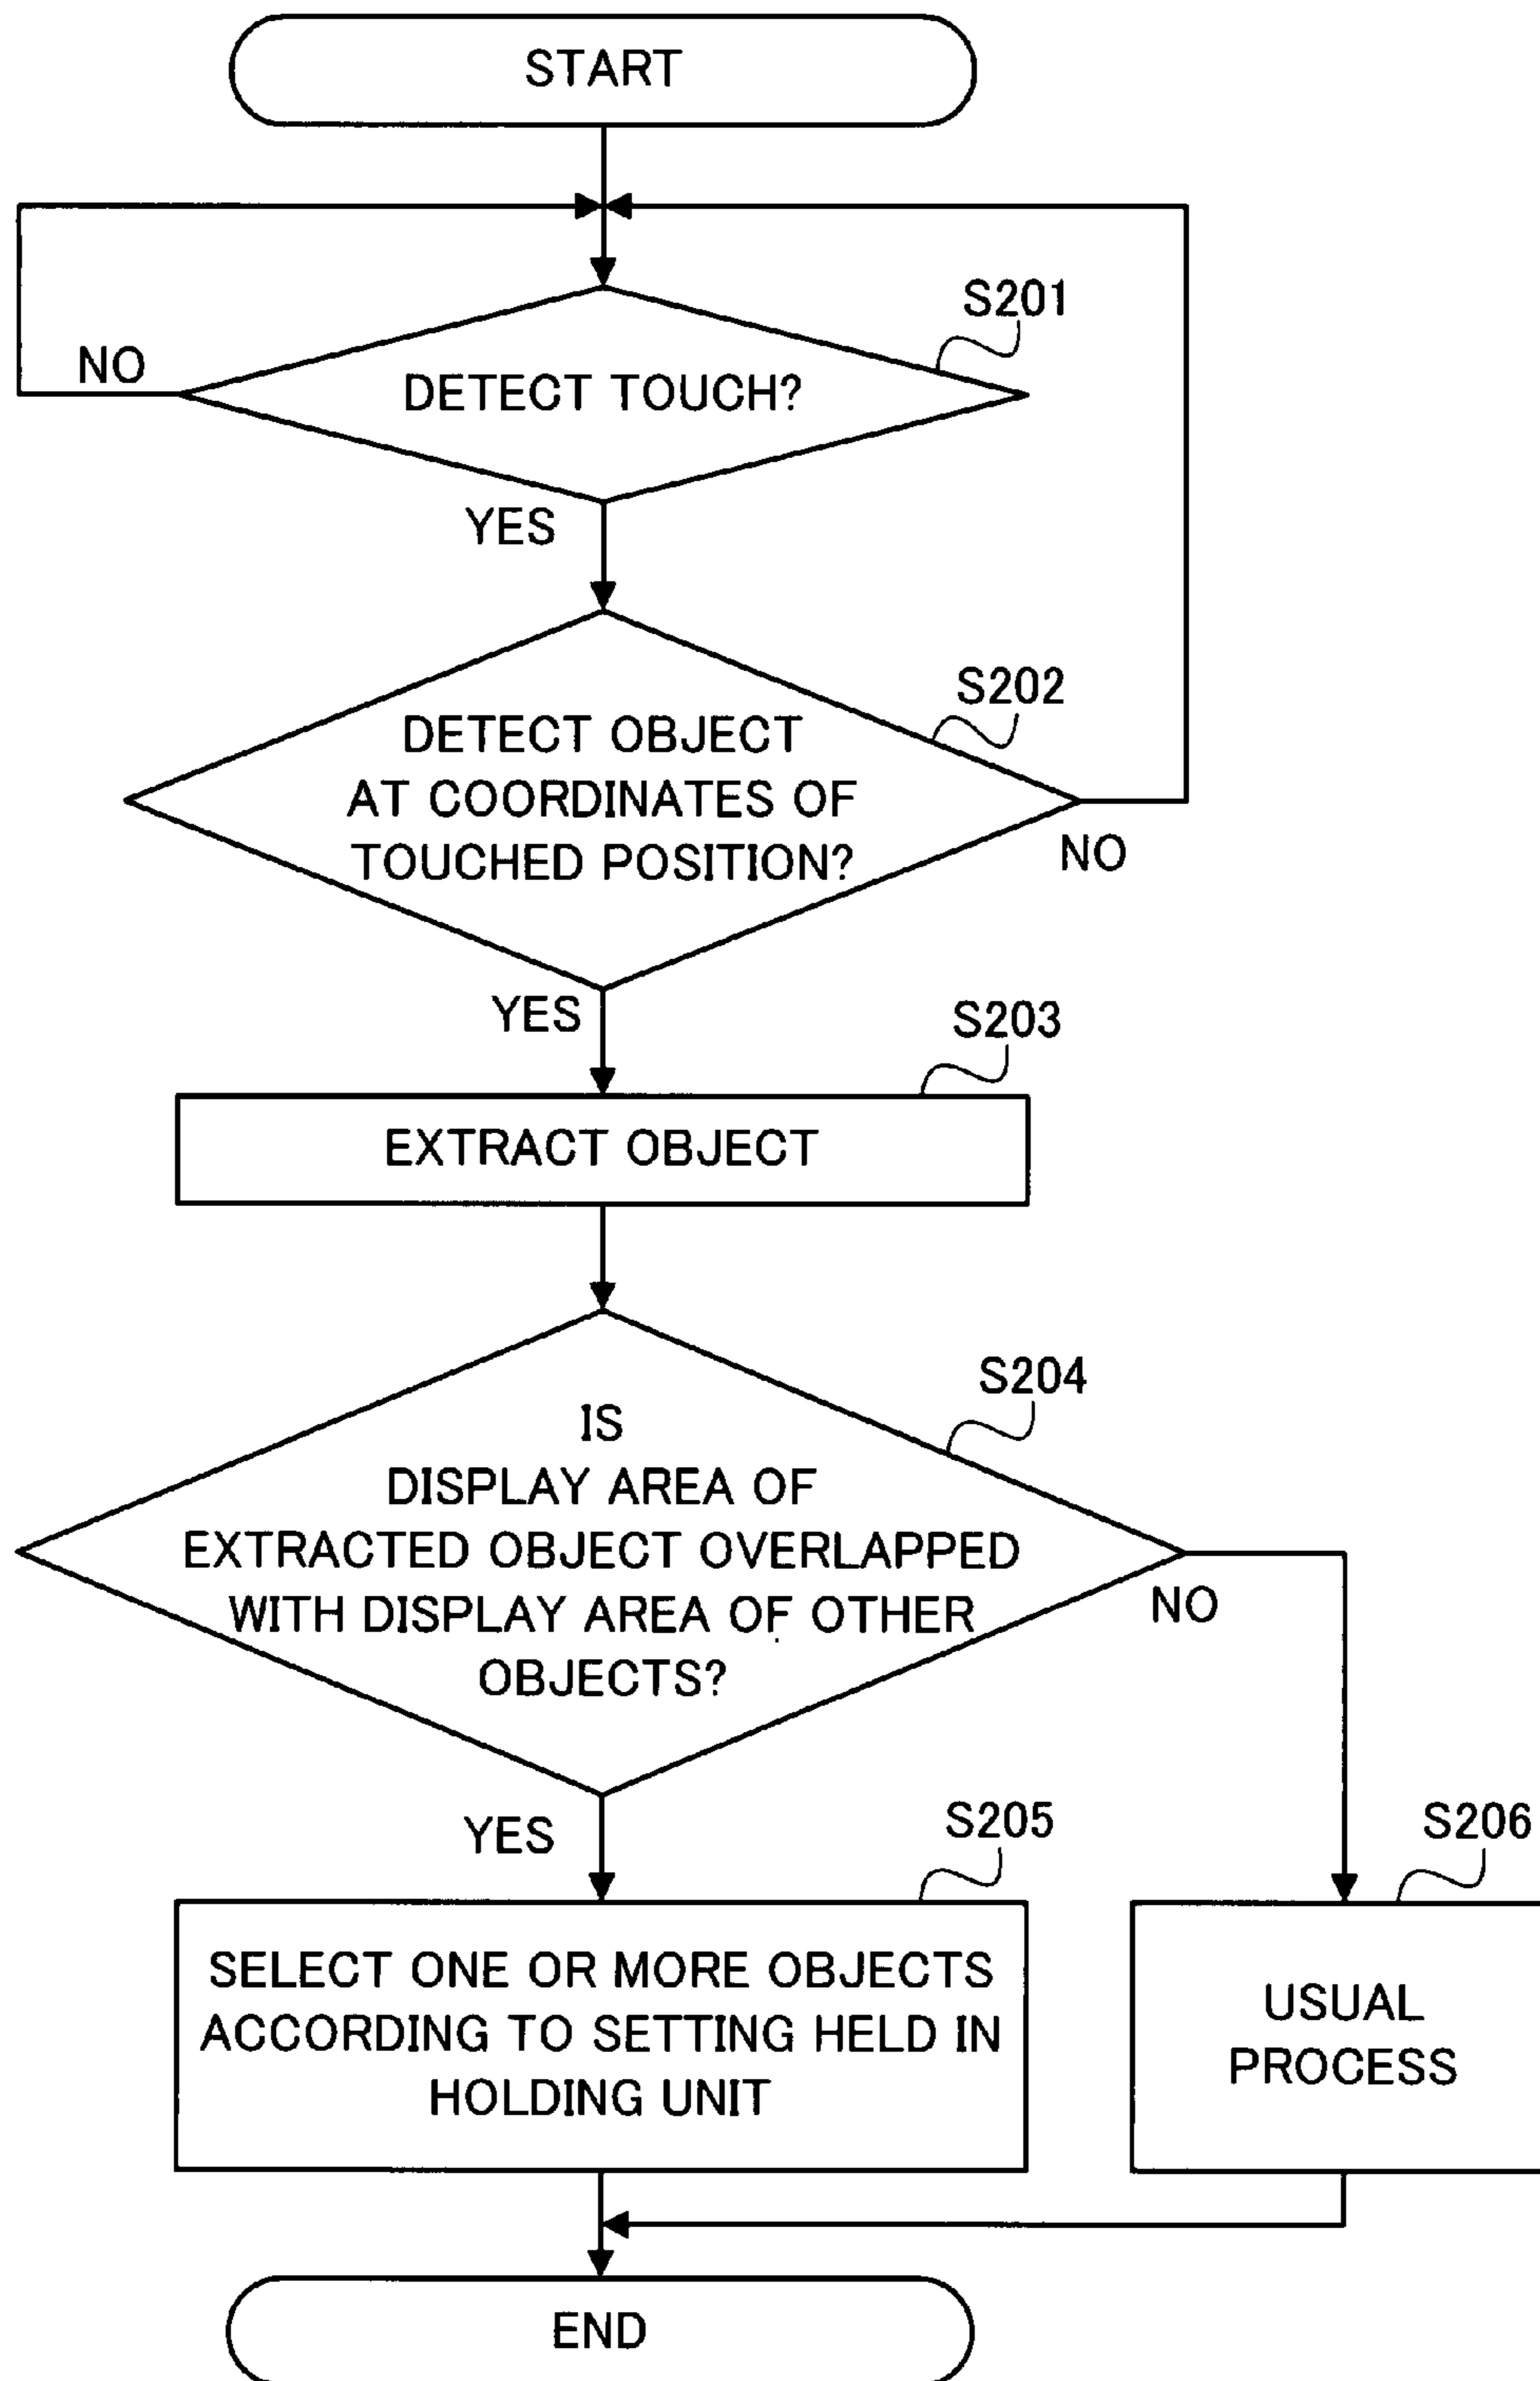 START
S201
NO
DETECT TOUCH?
YES
S202
DETECT OBJECT
AT COORDINATES OF
TOUCHED POSITION?
NO
YES
S203
EXTRACT OBJECT
S204
IS
DISPLAY AREA OF
EXTRACTED OBJECT OVERLAPPED
WITH DISPLAY AREA OF OTHER
OBJECTS?
NO
YES
S205
S206
SELECT ONE OR MORE OBJECTS
ACCORDING TO SETTING HELD IN
HOLDING UNIT
USUAL
PROCESS
END